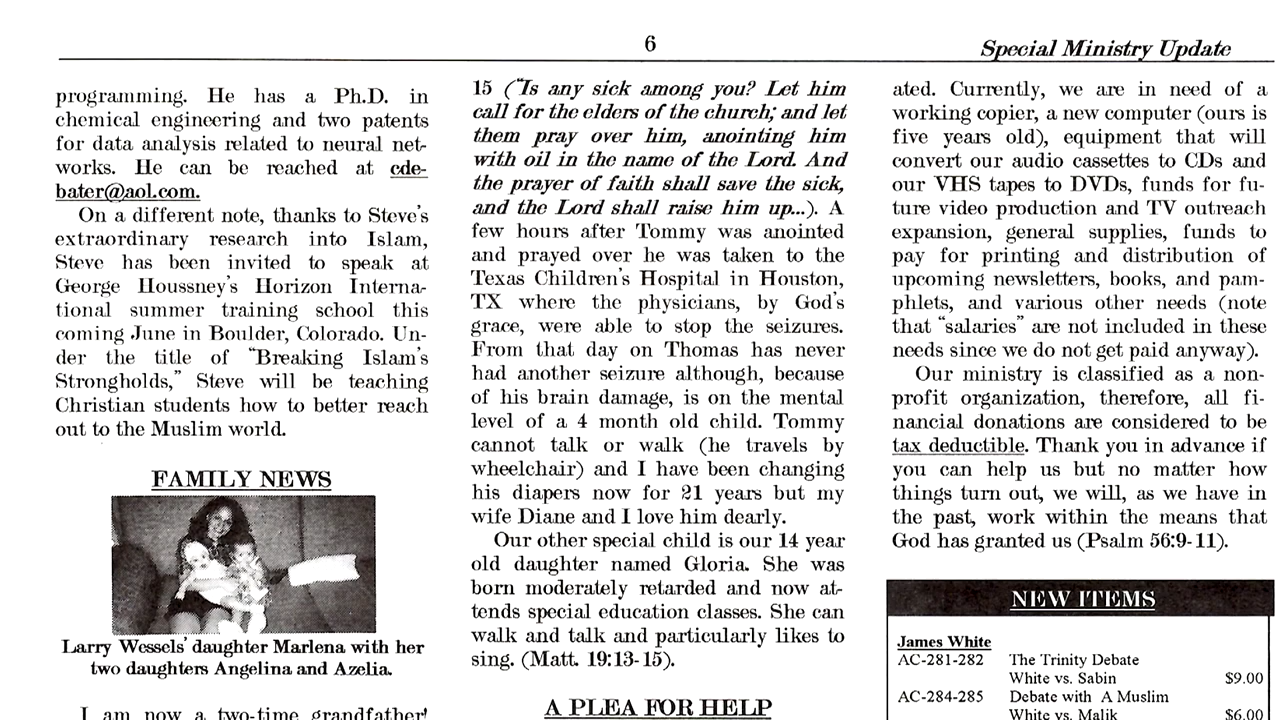 6
Special Ministry Update
programming. He has a Ph.D. in
chemical engineering and two patents
for data analysis related to neural net-
works. He can be reached at cde-
bater@aol.com.
On a different note, thanks to Steve's
extraordinary research into Islam,
Steve has been invited to speak at
George Houssney's Horizon Interna-
tional summer training school this
coming June in Boulder, Colorado. Un-
der the title of "Breaking Islam's
Strongholds," Steve will be teaching
Christian students how to better reach
out to the Muslim world.
FAMILY NEWS
Larry Wessels' daughter Marlena with her
two daughters Angelina and Azelia.
I am now a two-time grandfather!
15 ("Is any sick among you? Let him
call for the elders of the church; and let
them pray over him, anointing him
with oil in the name of the Lord. And
the prayer of faith shall save the sick,
and the Lord shall raise him up...). A
few hours after Tommy was anointed
and prayed over he was taken to the
Texas Children's Hospital in Houston,
TX where the physicians, by God's
grace, were able to stop the seizures.
From that day on Thomas has never
had another seizure although, because
of his brain damage, is on the mental
level of a 4 month old child. Tommy
cannot talk or walk (he travels by
wheelchair) and I have been changing
his diapers now for 21 years but my
wife Diane and I love him dearly.
Our other special child is our 14 year
old daughter named Gloria. She was
born moderately retarded and now at-
tends special education classes. She can
walk and talk and particularly likes to
sing. (Matt. 19:13-15).
A PLEA FOR HELP
ated. Currently, we are in need of a
working copier, a new computer (ours is
five years old), equipment that will
convert our audio cassettes to CDs and
our VHS tapes to DVDs, funds for fu-
ture video production and TV outreach
expansion, general supplies, funds to
pay for printing and distribution of
upcoming newsletters, books, and pam-
phlets, and various other needs (note
that "salaries" are not included in these
needs since we do not get paid anyway).
Our ministry is classified as a non-
profit organization, therefore, all fi-
nancial donations are considered to be
tax deductible. Thank you in advance if
you can help us but no matter how
things turn out, we will, as we have in
the past, work within the means that
God has granted us (Psalm 56:9-11).
NEW ITEMS
James White
AC-281-282 The Trinity Debate
White vs. Sabin $9.00
AC-284-285 Debate with A Muslim
White vs. Malik $6.00